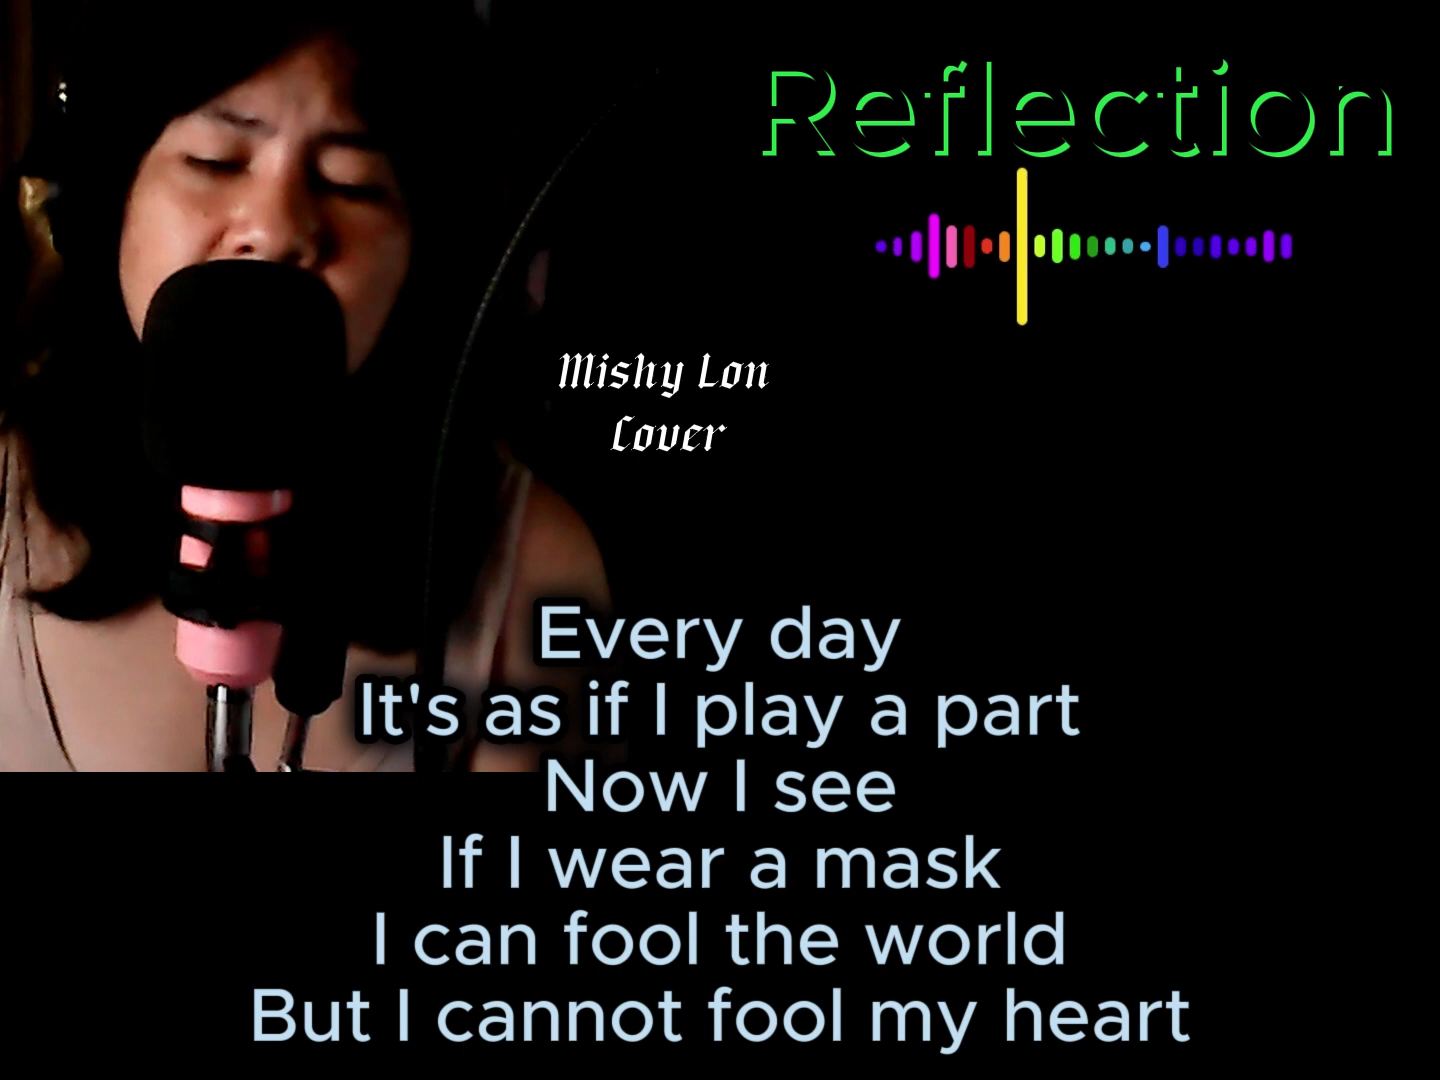 Reflection
Mishy Lon
Cover
Every day
It's as if I play a part
Now I see
If I wear a mask
I can fool the world
But I cannot fool my heart